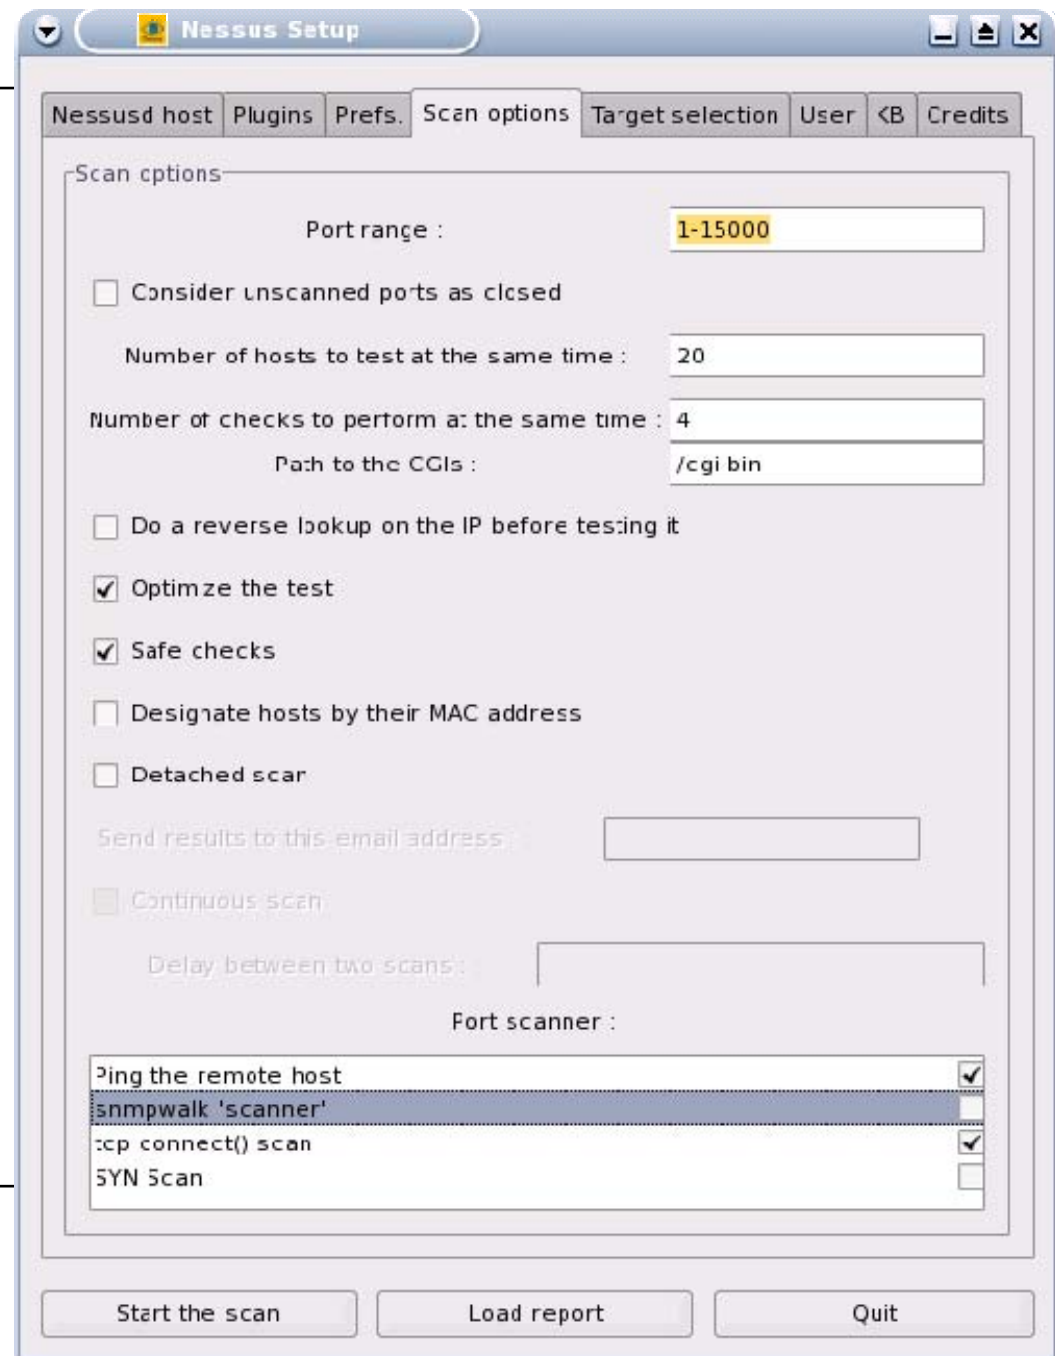 Nessus Setup
Nessusd host Plugins Prefs. Scan options Target selection User KB Credits
Scan options
Port range : 1-15000
Consider unscanned ports as closed
Number of hosts to test at the same time : 20
Number of checks to perform at the same time : 4
Path to the CGIs : /cgi bin
Do a reverse lookup on the IP before testing it
Optimize the test
Safe checks
Designate hosts by their MAC address
Detached scan
Send results to this email address :
Continuous scan
Delay between two scans :
Port scanner :
Ping the remote host
snmpwalk 'scanner'
tcp connect() scan
SYN Scan
Start the scan Load report Quit